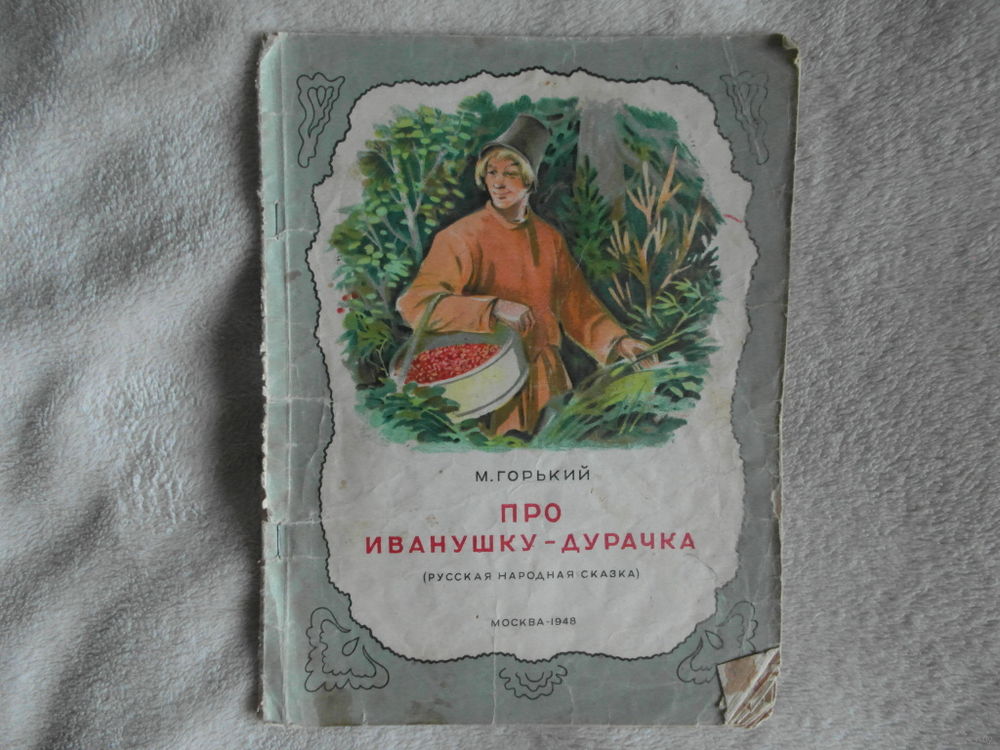 М. ГОРЬКИЙ
ПРО
ИВАНУШКУ-ДУРАЧКА
(РУССКАЯ НАРОДНАЯ СКАЗКА)
МОСКВА-1948